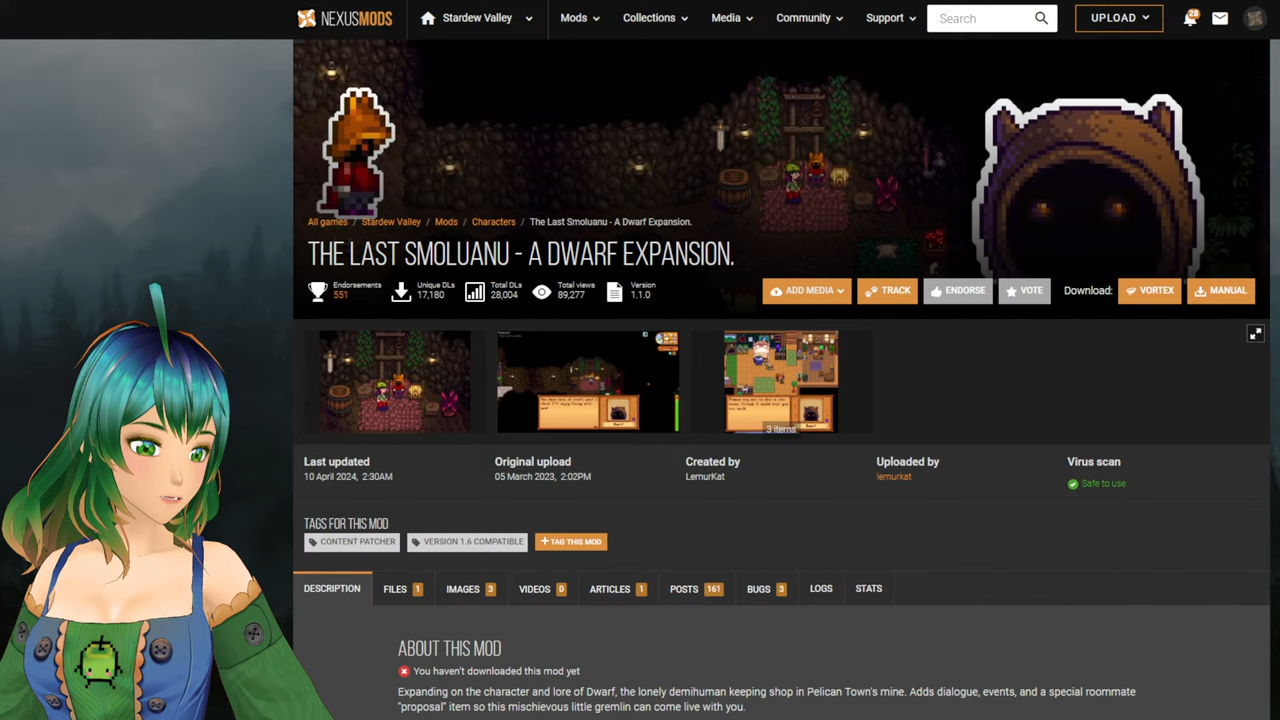 NEXUSMODS Stardew Valley Mods Collections Media Community Support Search UPLOAD 28
All games / Stardew Valley / Mods / Characters / The Last Smoluanu - A Dwarf Expansion.
THE LAST SMOLUANU - A DWARF EXPANSION.
Endorsements Unique DLs Total DLs Total views Version
551 17,180 28,004 89,277 1.1.0
ADD MEDIA TRACK ENDORSE VOTE Download: VORTEX MANUAL
3 items
Last updated Original upload Created by Uploaded by Virus scan
10 April 2024, 2:30AM 05 March 2023, 2:02PM LemurKat lemurkat Safe to use
TAGS FOR THIS MOD
CONTENT PATCHER VERSION 1.6 COMPATIBLE + TAG THIS MOD
DESCRIPTION FILES 1 IMAGES 3 VIDEOS 0 ARTICLES 1 POSTS 161 BUGS 3 LOGS STATS
ABOUT THIS MOD
You haven't downloaded this mod yet
Expanding on the character and lore of Dwarf, the lonely demihuman keeping shop in Pelican Town's mine. Adds dialogue, events, and a special roommate
"proposal" item so this mischievous little gremlin can come live with you.